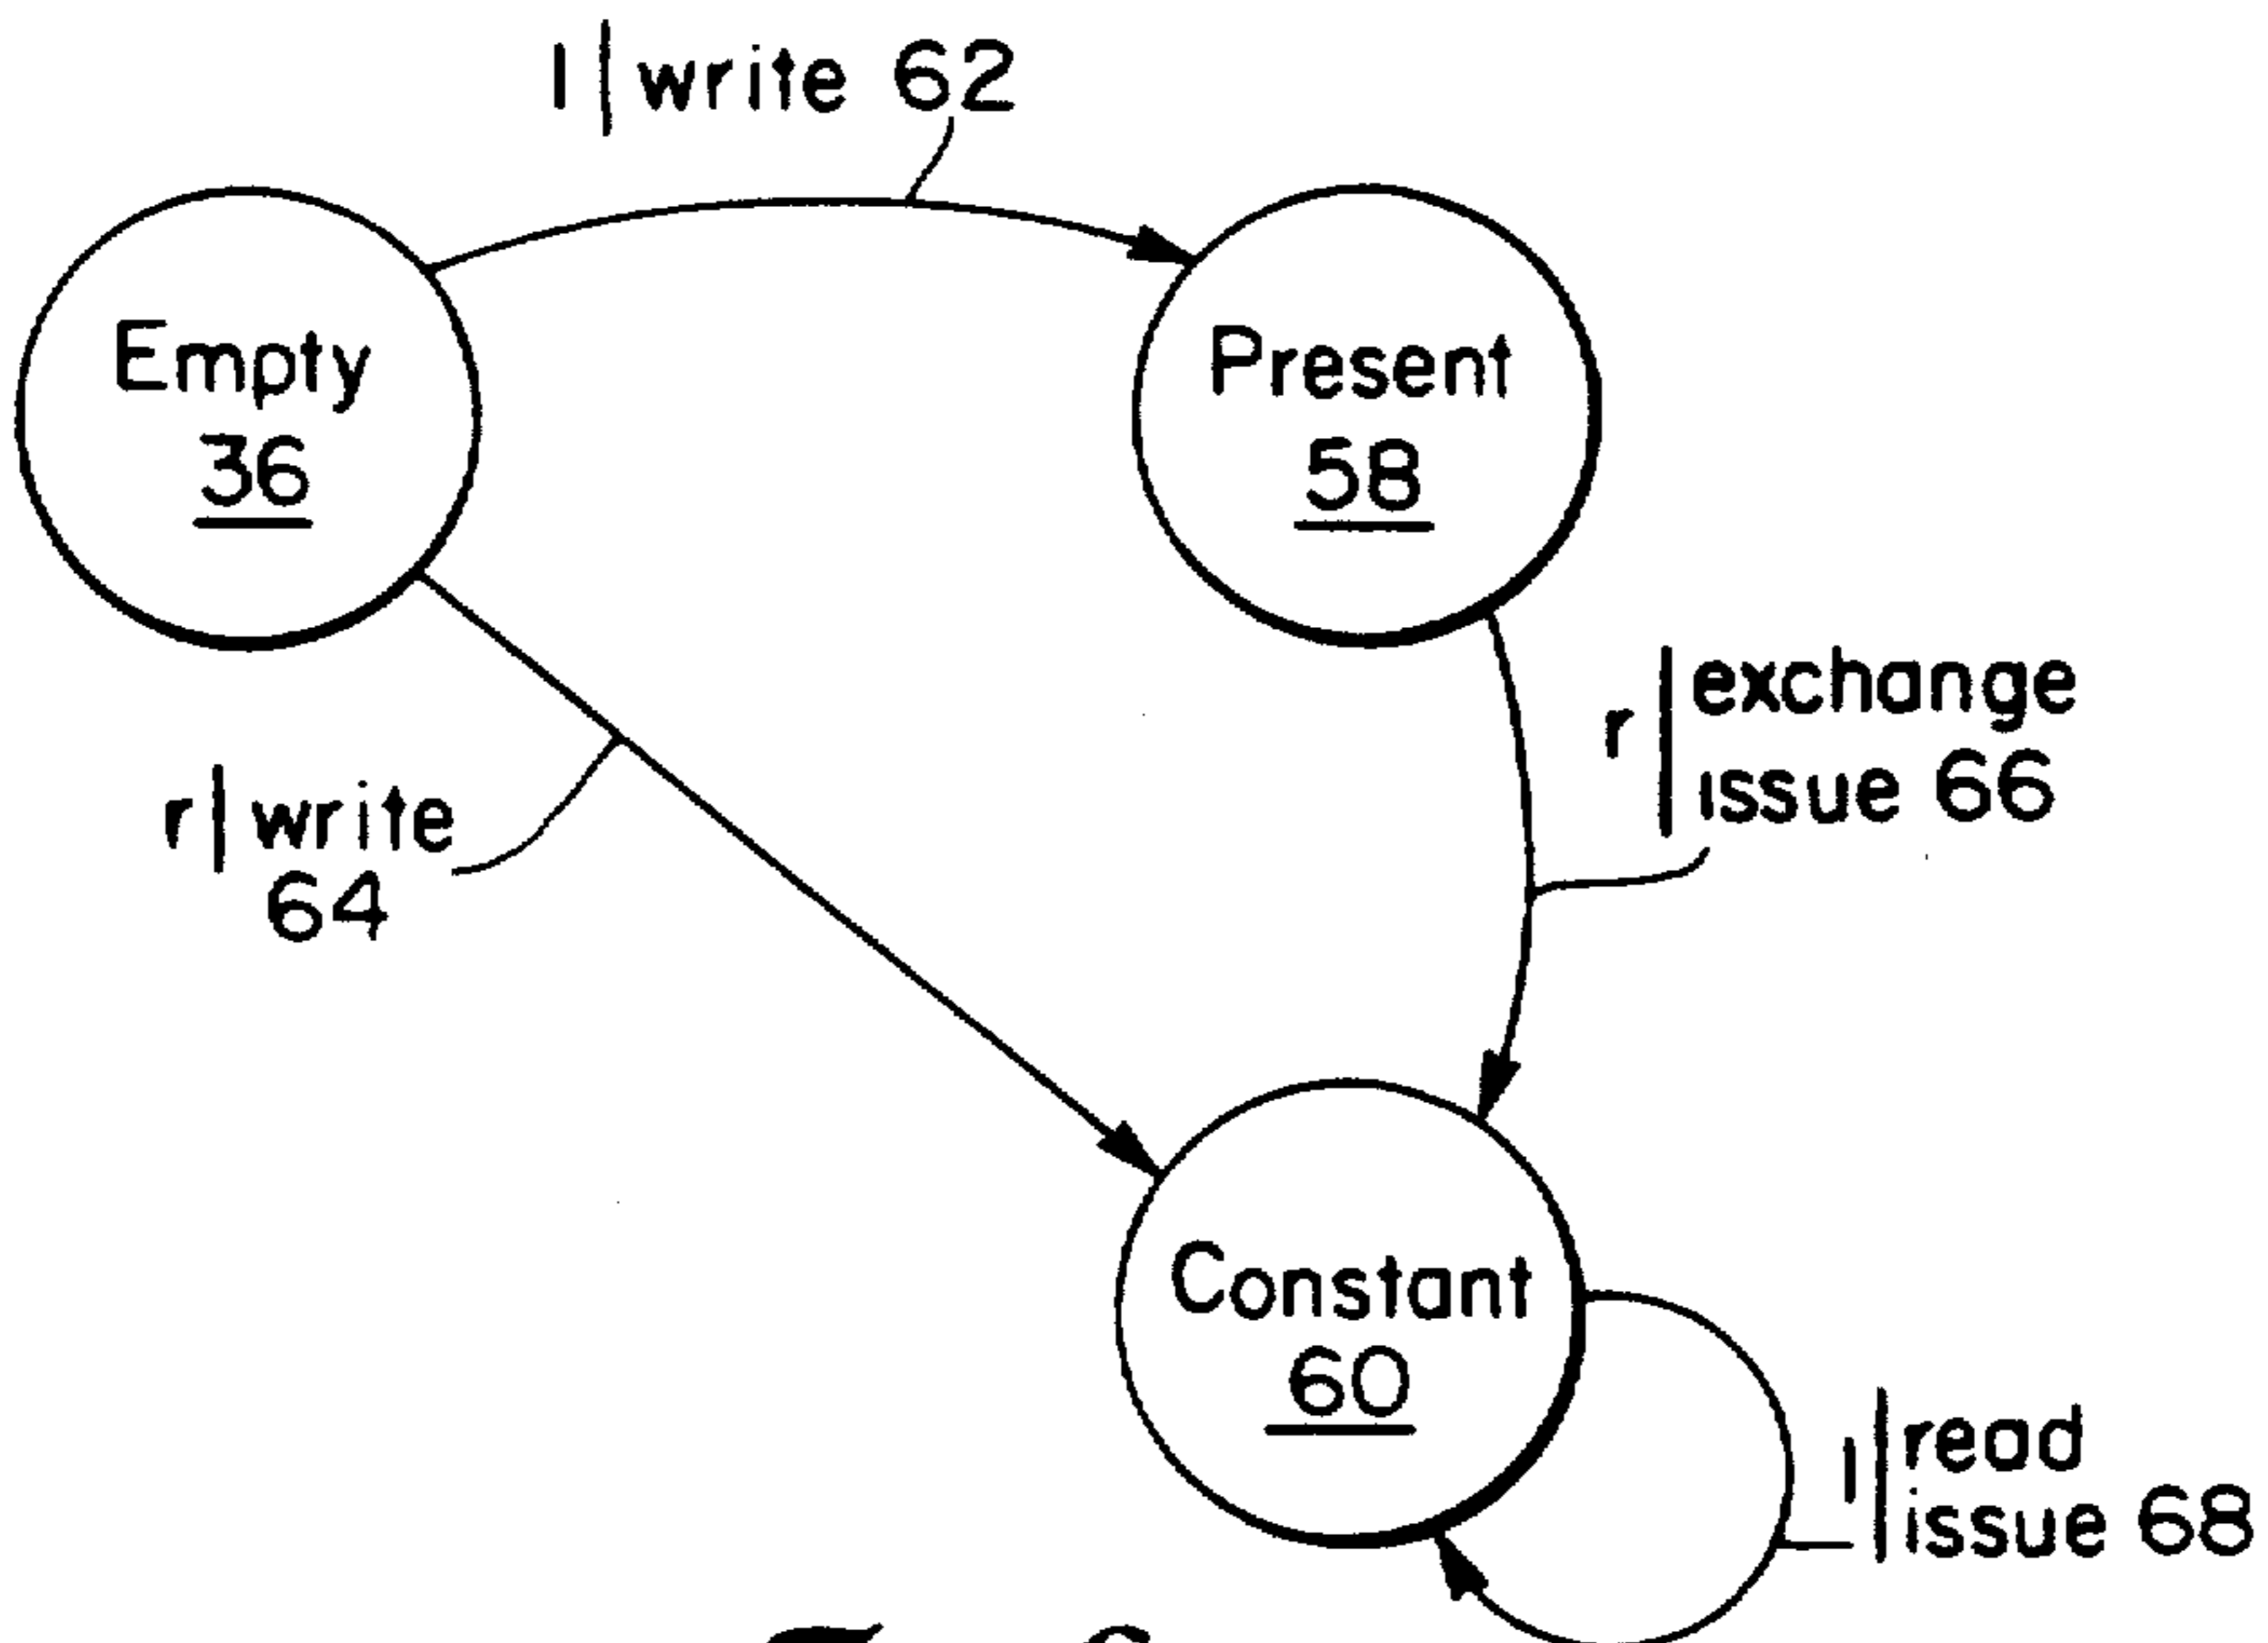 l | write 62
Empty
36
Present
58
r | exchange
issue 66
r | write
64
Constant
60
l | read
issue 68